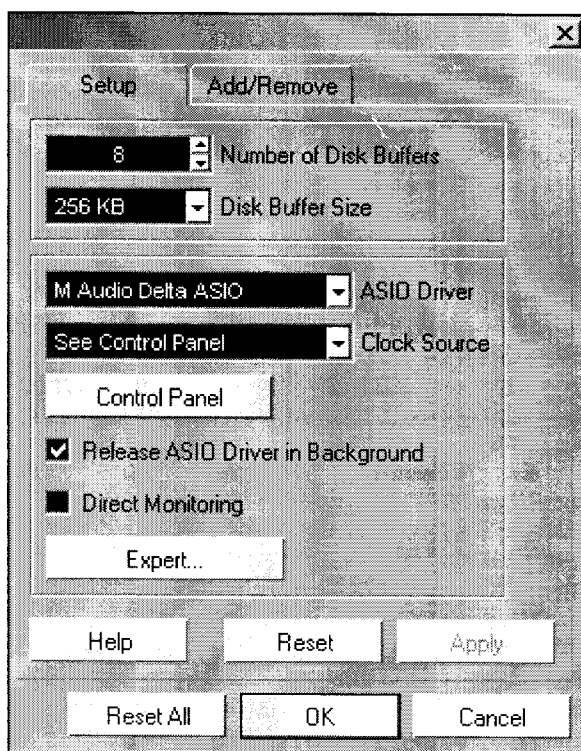 Setup Add/Remove
8 Number of Disk Buffers
256 KB Disk Buffer Size
M Audio Delta ASIO ASIO Driver
See Control Panel Clock Source
Control Panel
Release ASIO Driver in Background
Direct Monitoring
Expert...
Help Reset Apply
Reset All OK Cancel